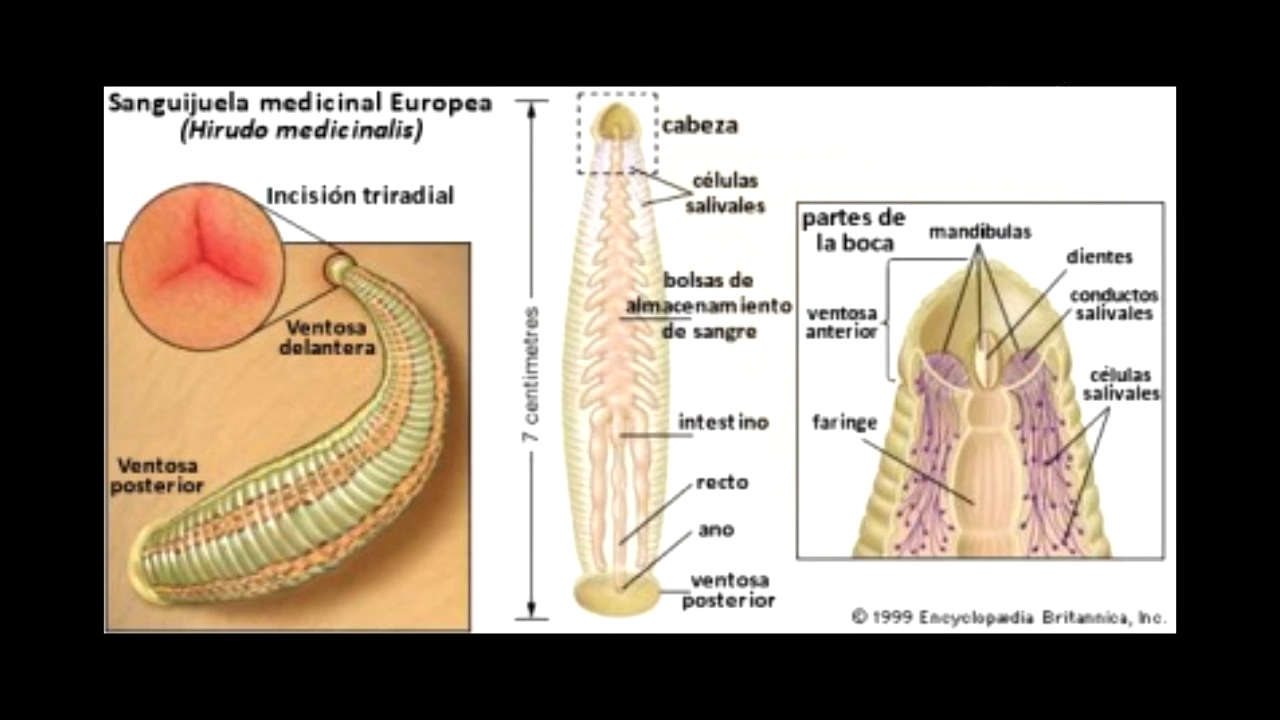 Sanguijuela medicinal Europea
(Hirudo medicinalis)
Incisión triradial
Ventosa
delantera
Ventosa
posterior
7 centimetres
cabeza
células
salivales
bolsas de
almacenamiento
de sangre
intestino
recto
ano
ventosa
posterior
partes de
la boca
mandibulas
dientes
conductos
salivales
ventosa
anterior
células
salivales
faringe
© 1999 Encyclopædia Britannica, Inc.